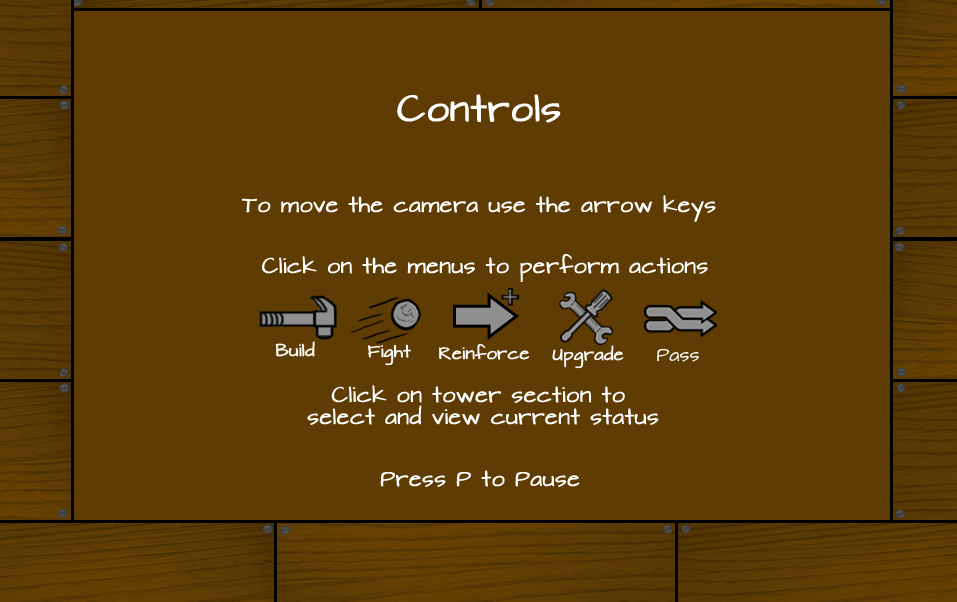 Controls
To move the camera use the arrow keys
Click on the menus to perform actions
Build Fight Reinforce Upgrade Pass
Click on tower section to
select and view current status
Press P to Pause